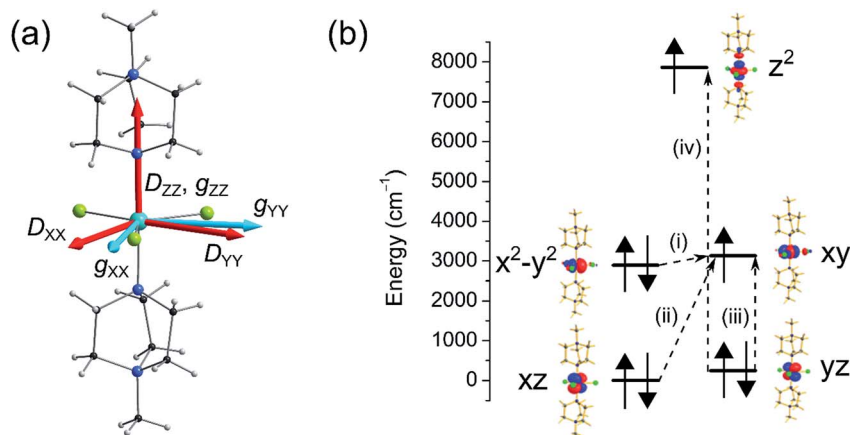 (a)
D_ZZ, g_ZZ
g_YY
D_XX
D_YY
g_XX
(b)
Energy (cm⁻¹)
8000
7000
6000
5000
4000
3000
2000
1000
0
z²
(iv)
x²-y²
(i)
xy
(ii)
(iii)
xz
yz